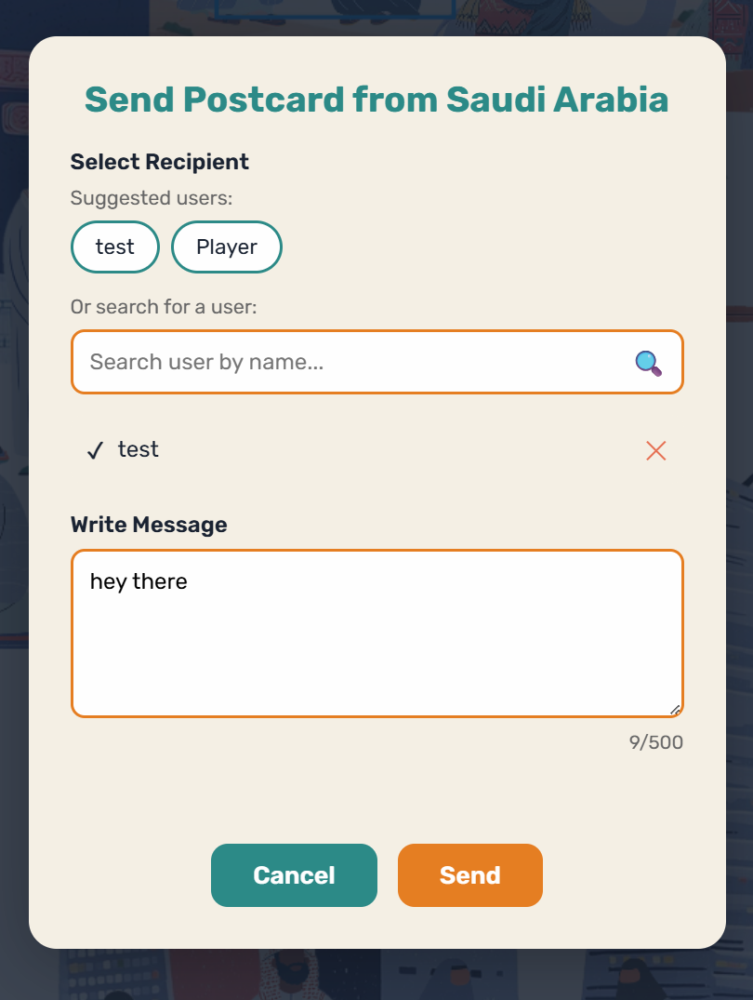 Send Postcard from Saudi Arabia
Select Recipient
Suggested users:
test Player
Or search for a user:
Search user by name...
✓ test
Write Message
hey there
9/500
Cancel Send